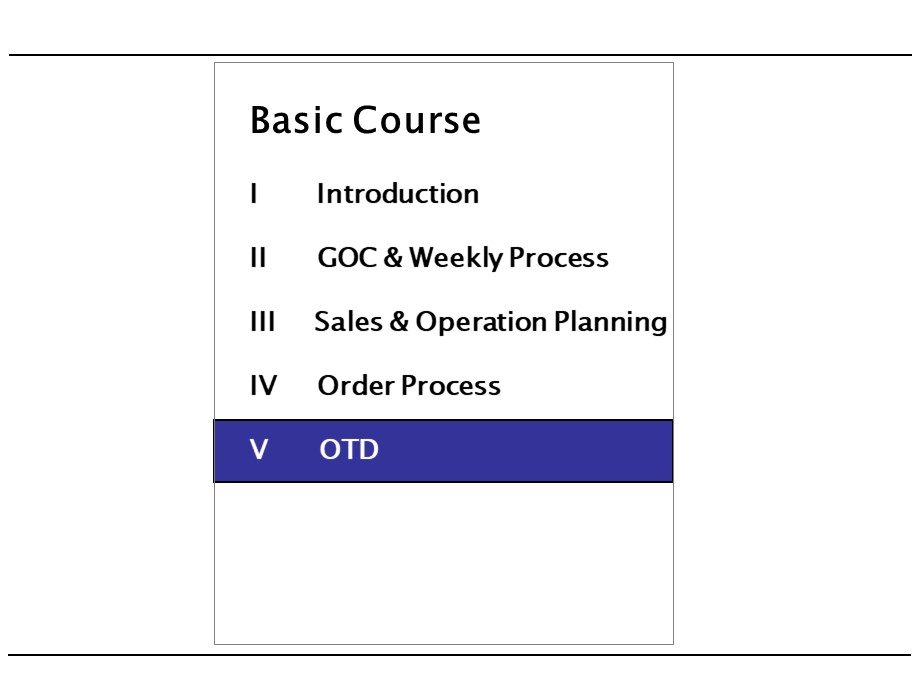 Basic Course
I Introduction
II GOC & Weekly Process
III Sales & Operation Planning
IV Order Process
V OTD